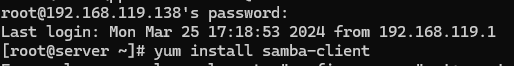 root@192.168.119.138's password:
Last login: Mon Mar 25 17:18:53 2024 from 192.168.119.1
[root@server ~]# yum install samba-client